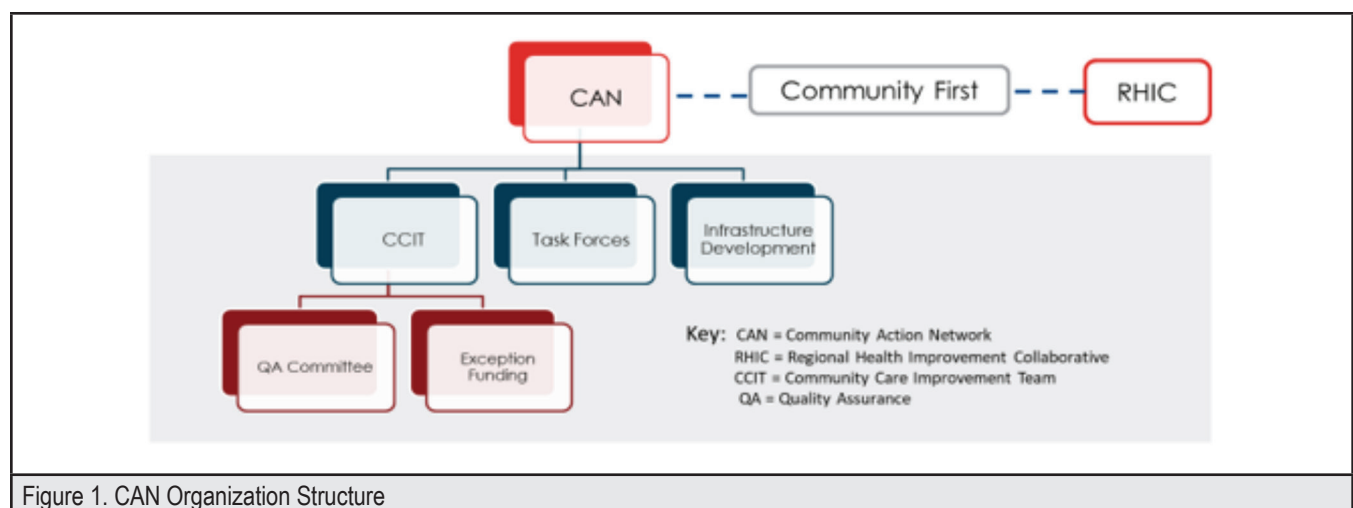 CAN
Community First
RHIC
CCIT
Task Forces
Infrastructure
Development
QA Committee
Exception
Funding
Key: CAN = Community Action Network
RHIC = Regional Health Improvement Collaborative
CCIT = Community Care Improvement Team
QA = Quality Assurance
Figure 1. CAN Organization Structure